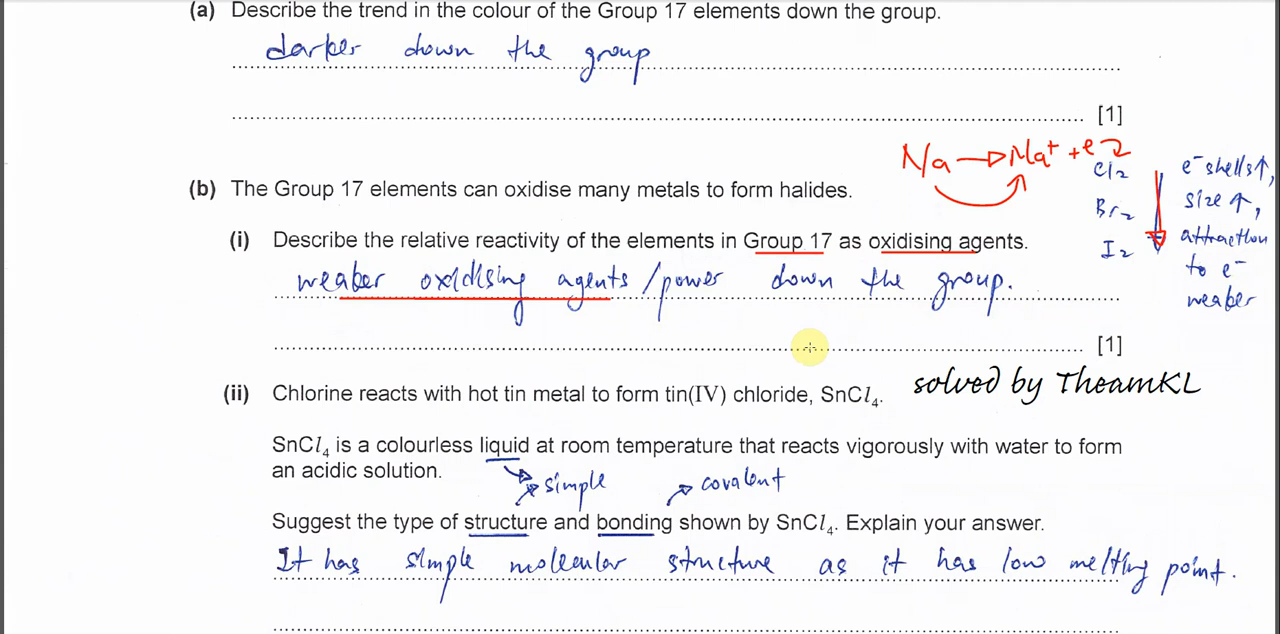 (a) Describe the trend in the colour of the Group 17 elements down the group.
darker down the group
[1]
Na → Na⁺ + e
(b) The Group 17 elements can oxidise many metals to form halides.
Cl₂
Br₂
I₂
e⁻ shells↑,
size ↑,
attraction
to e⁻
weaker
(i) Describe the relative reactivity of the elements in Group 17 as oxidising agents.
weaker oxidising agents/power down the group.
[1]
solved by TheamKL
(ii) Chlorine reacts with hot tin metal to form tin(IV) chloride, SnCl₄.
SnCl₄ is a colourless liquid at room temperature that reacts vigorously with water to form
an acidic solution.
simple covalent
Suggest the type of structure and bonding shown by SnCl₄. Explain your answer.
It has simple molecular structure as it has low melting point.